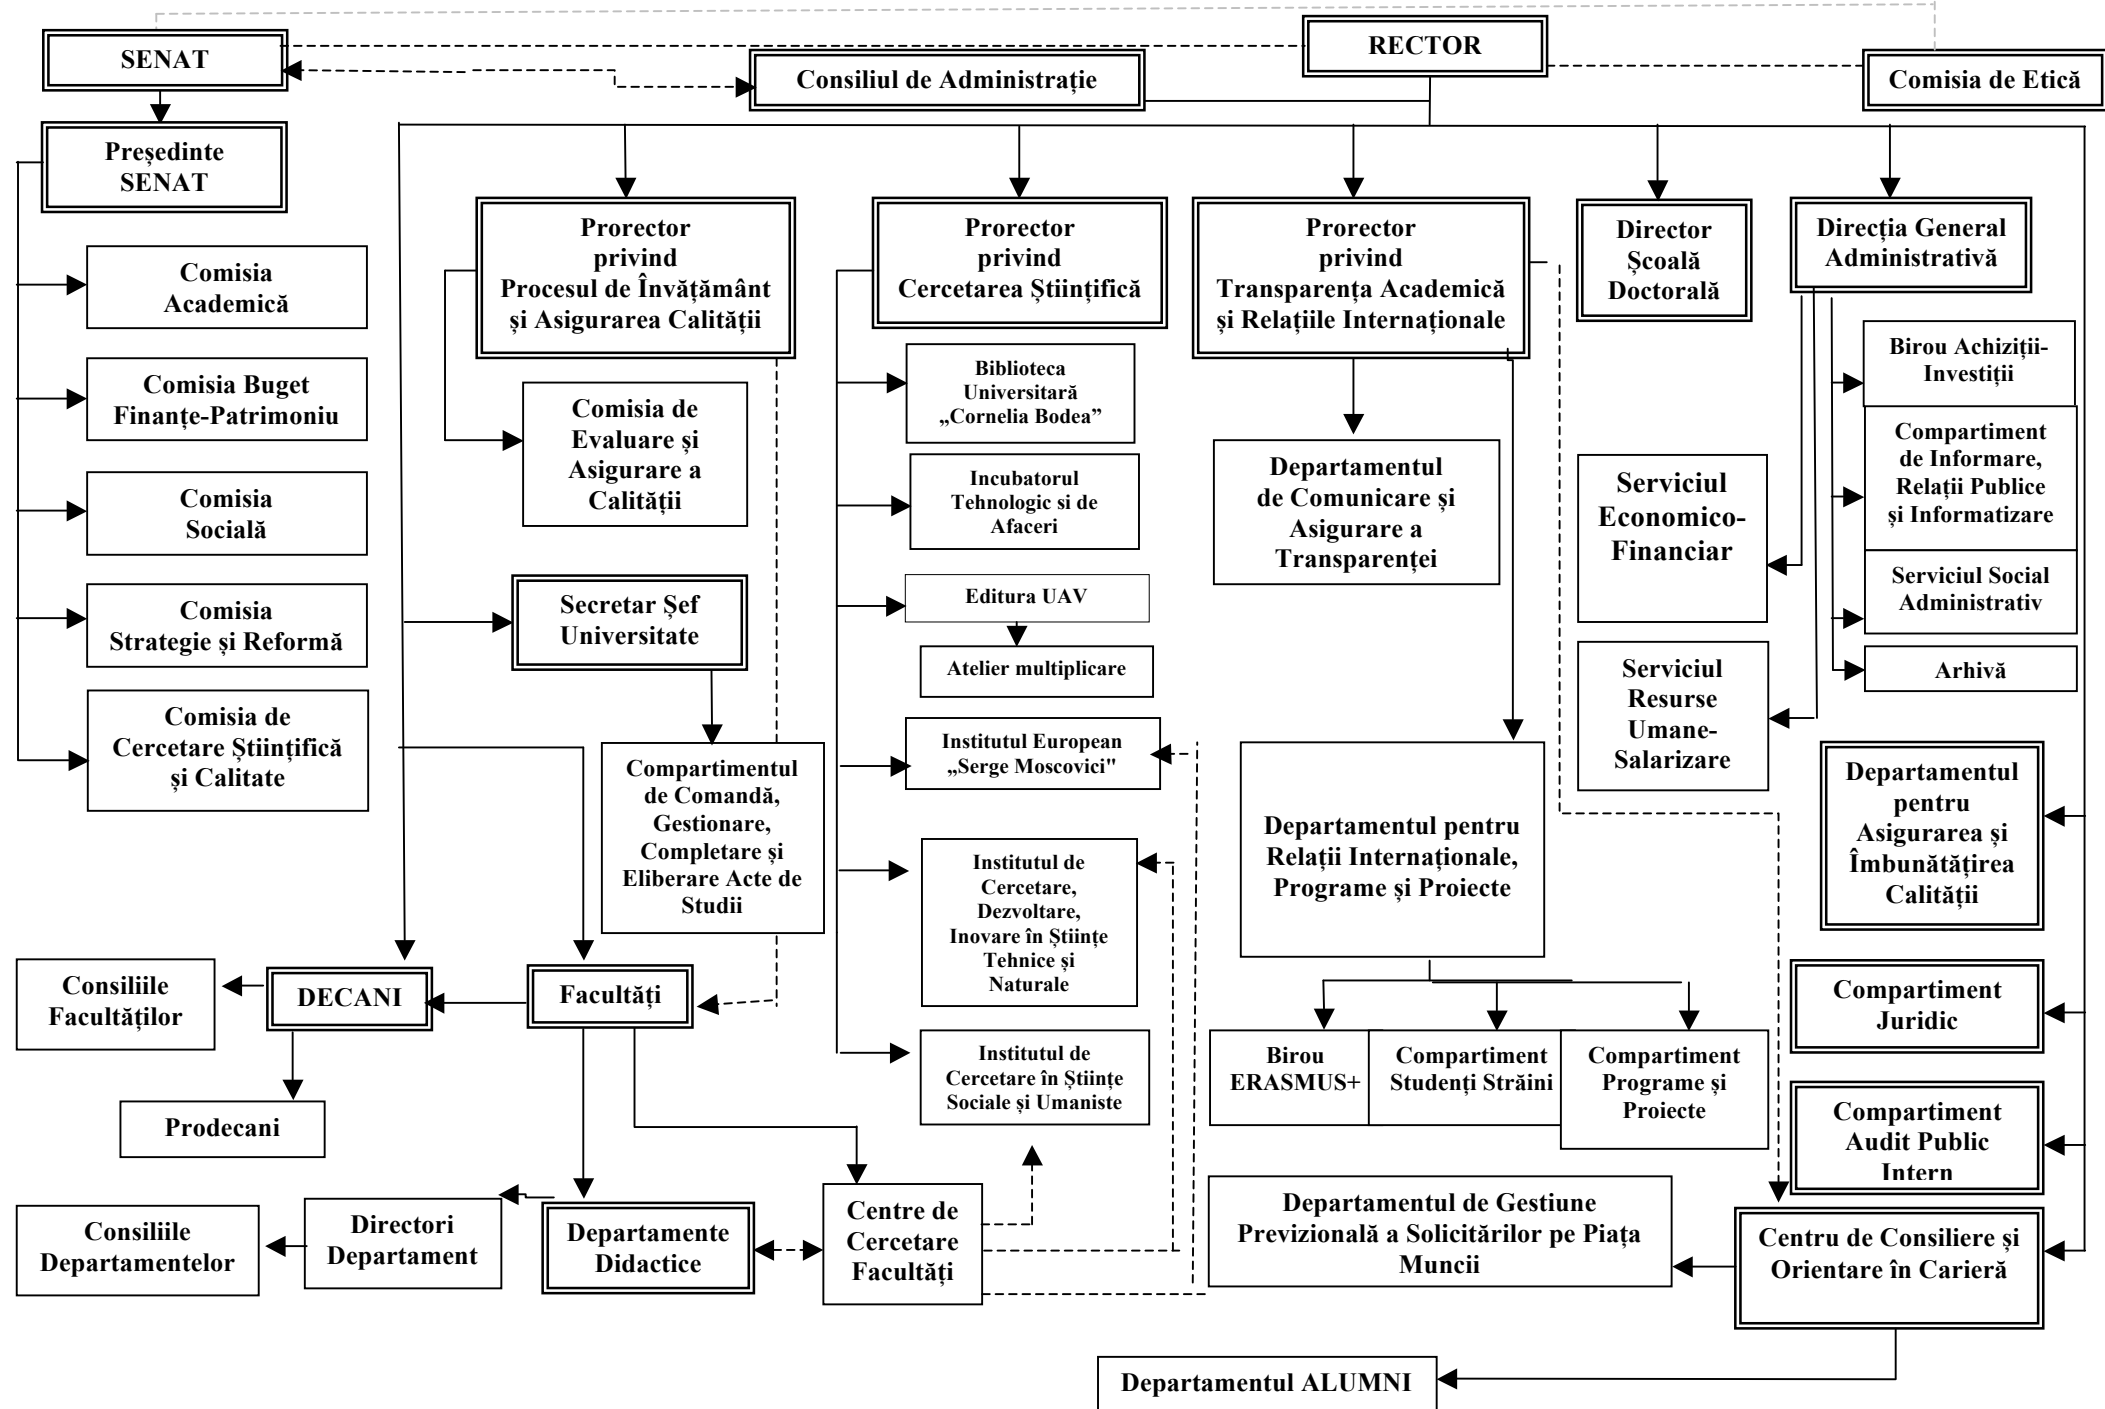 SENAT
RECTOR
Consiliul de Administrație
Comisia de Etică
Președinte
SENAT
Comisia
Academică
Comisia Buget
Finanțe-Patrimoniu
Comisia
Socială
Comisia
Strategie și Reformă
Comisia de
Cercetare Științifică
și Calitate
Prorector
privind
Procesul de Învățământ
și Asigurarea Calității
Comisia de
Evaluare și
Asigurare a
Calității
Secretar Șef
Universitate
Compartimentul
de Comandă,
Gestionare,
Completare și
Eliberare Acte de
Studii
Prorector
privind
Cercetarea Științifică
Biblioteca
Universitară
„Cornelia Bodea”
Incubatorul
Tehnologic si de
Afaceri
Editura UAV
Atelier multiplicare
Institutul European
„Serge Moscovici"
Institutul de
Cercetare,
Dezvoltare,
Inovare în Științe
Tehnice și
Naturale
Institutul de
Cercetare în Științe
Sociale și Umaniste
Prorector
privind
Transparența Academică
și Relațiile Internaționale
Departamentul
de Comunicare și
Asigurare a
Transparenței
Departamentul pentru
Relații Internaționale,
Programe și Proiecte
Birou
ERASMUS+
Compartiment
Studenți Străini
Compartiment
Programe și
Proiecte
Director
Școală
Doctorală
Direcția General
Administrativă
Birou Achiziții-
Investiții
Compartiment
de Informare,
Relații Publice
și Informatizare
Serviciul Social
Administrativ
Arhivă
Serviciul
Economico-
Financiar
Serviciul
Resurse
Umane-
Salarizare
Departamentul
pentru
Asigurarea și
Îmbunătățirea
Calității
Compartiment
Juridic
Compartiment
Audit Public
Intern
Centru de Consiliere și
Orientare în Carieră
Departamentul de Gestiune
Previzională a Solicitărilor pe Piața
Muncii
Departamentul ALUMNI
Consiliile
Facultăților
DECANI
Facultăți
Prodecani
Consiliile
Departamentelor
Directori
Departament
Departamente
Didactice
Centre de
Cercetare
Facultăți